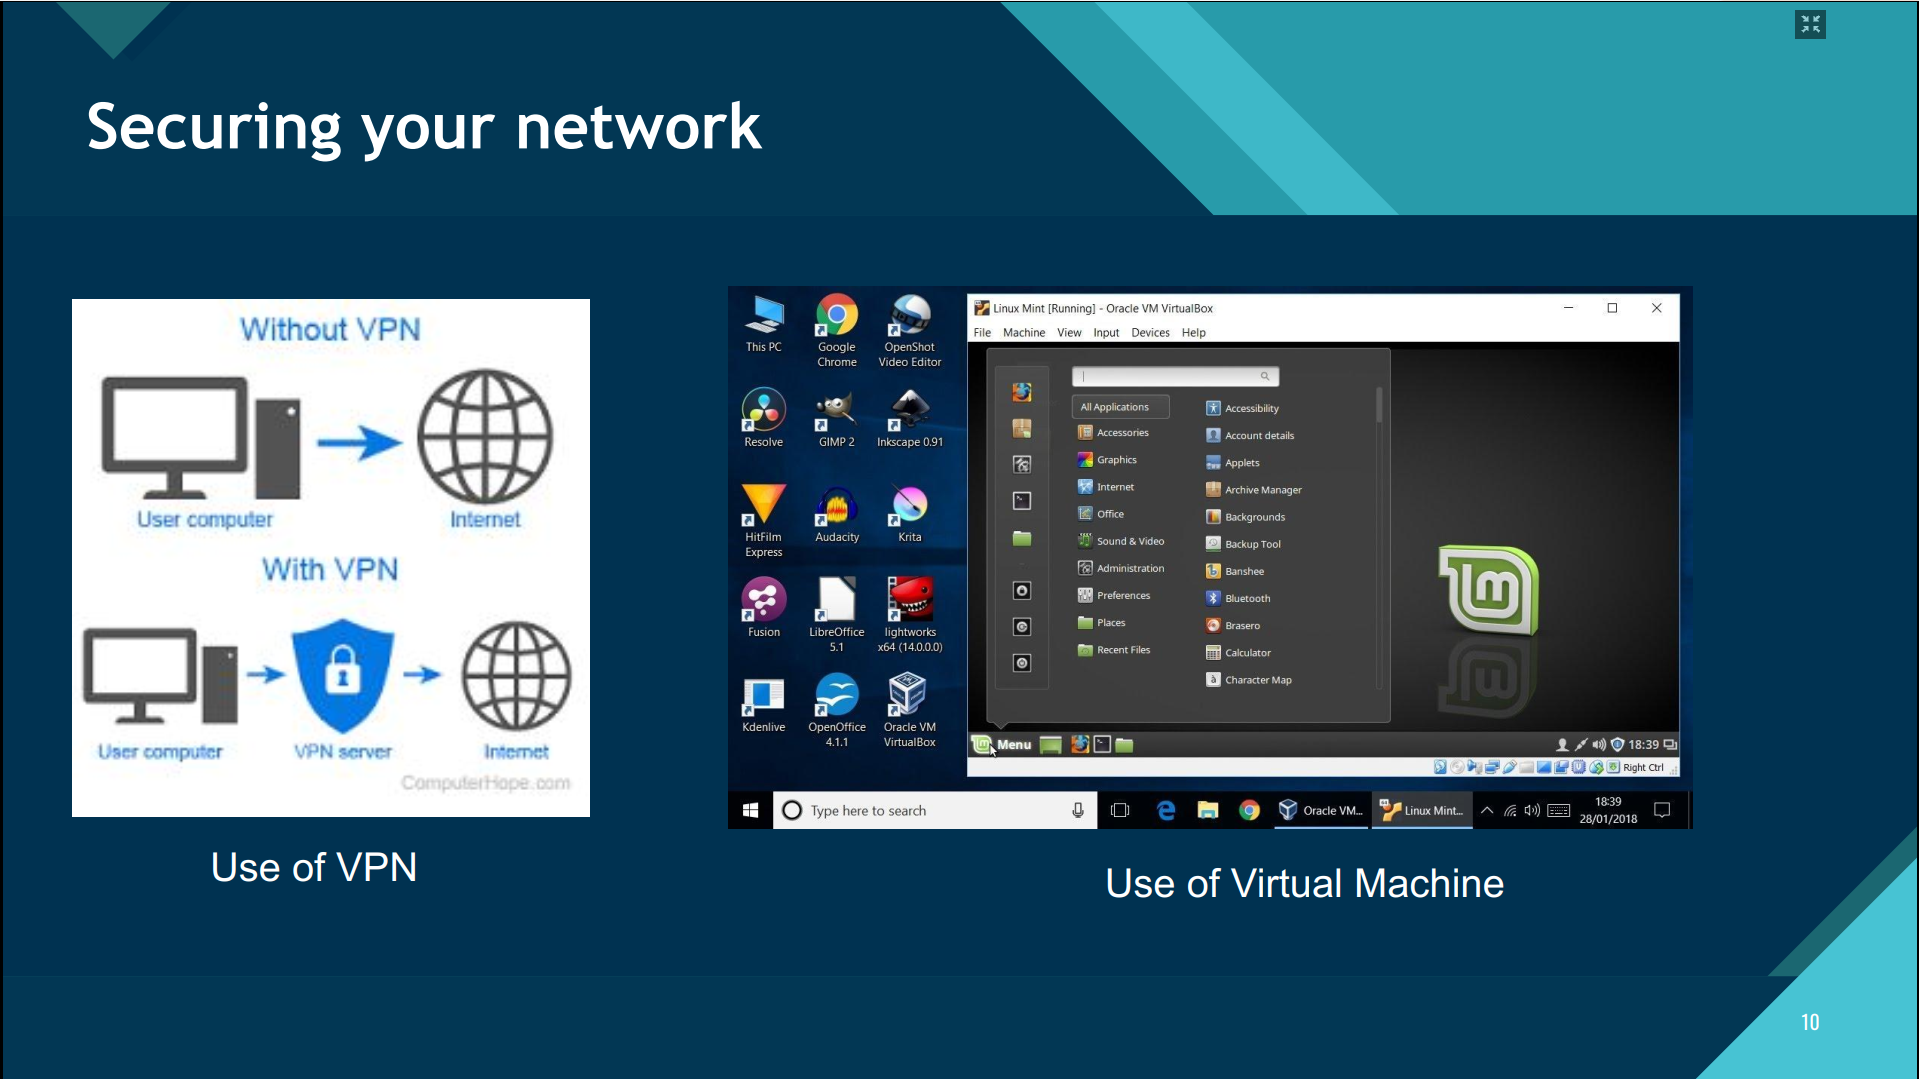 Securing your network
Without VPN
User computer
Internet
With VPN
User computer
VPN server
Internet
ComputerHope.com
Use of VPN
This PC
Google
Chrome
OpenShot
Video Editor
Resolve
GIMP 2
Inkscape 0.91
HitFilm
Express
Audacity
Krita
Fusion
LibreOffice
5.1
lightworks
x64 (14.0.0.0)
Kdenlive
OpenOffice
4.1.1
Oracle VM
VirtualBox
Linux Mint [Running] - Oracle VM VirtualBox
File Machine View Input Devices Help
All Applications
Accessories
Graphics
Internet
Office
Sound & Video
Administration
Preferences
Places
Recent Files
Accessibility
Account details
Applets
Archive Manager
Backgrounds
Backup Tool
Banshee
Bluetooth
Brasero
Calculator
Character Map
Menu
18:39
Right Ctrl
Type here to search
Oracle VM...
Linux Mint...
18:39
28/01/2018
Use of Virtual Machine
10